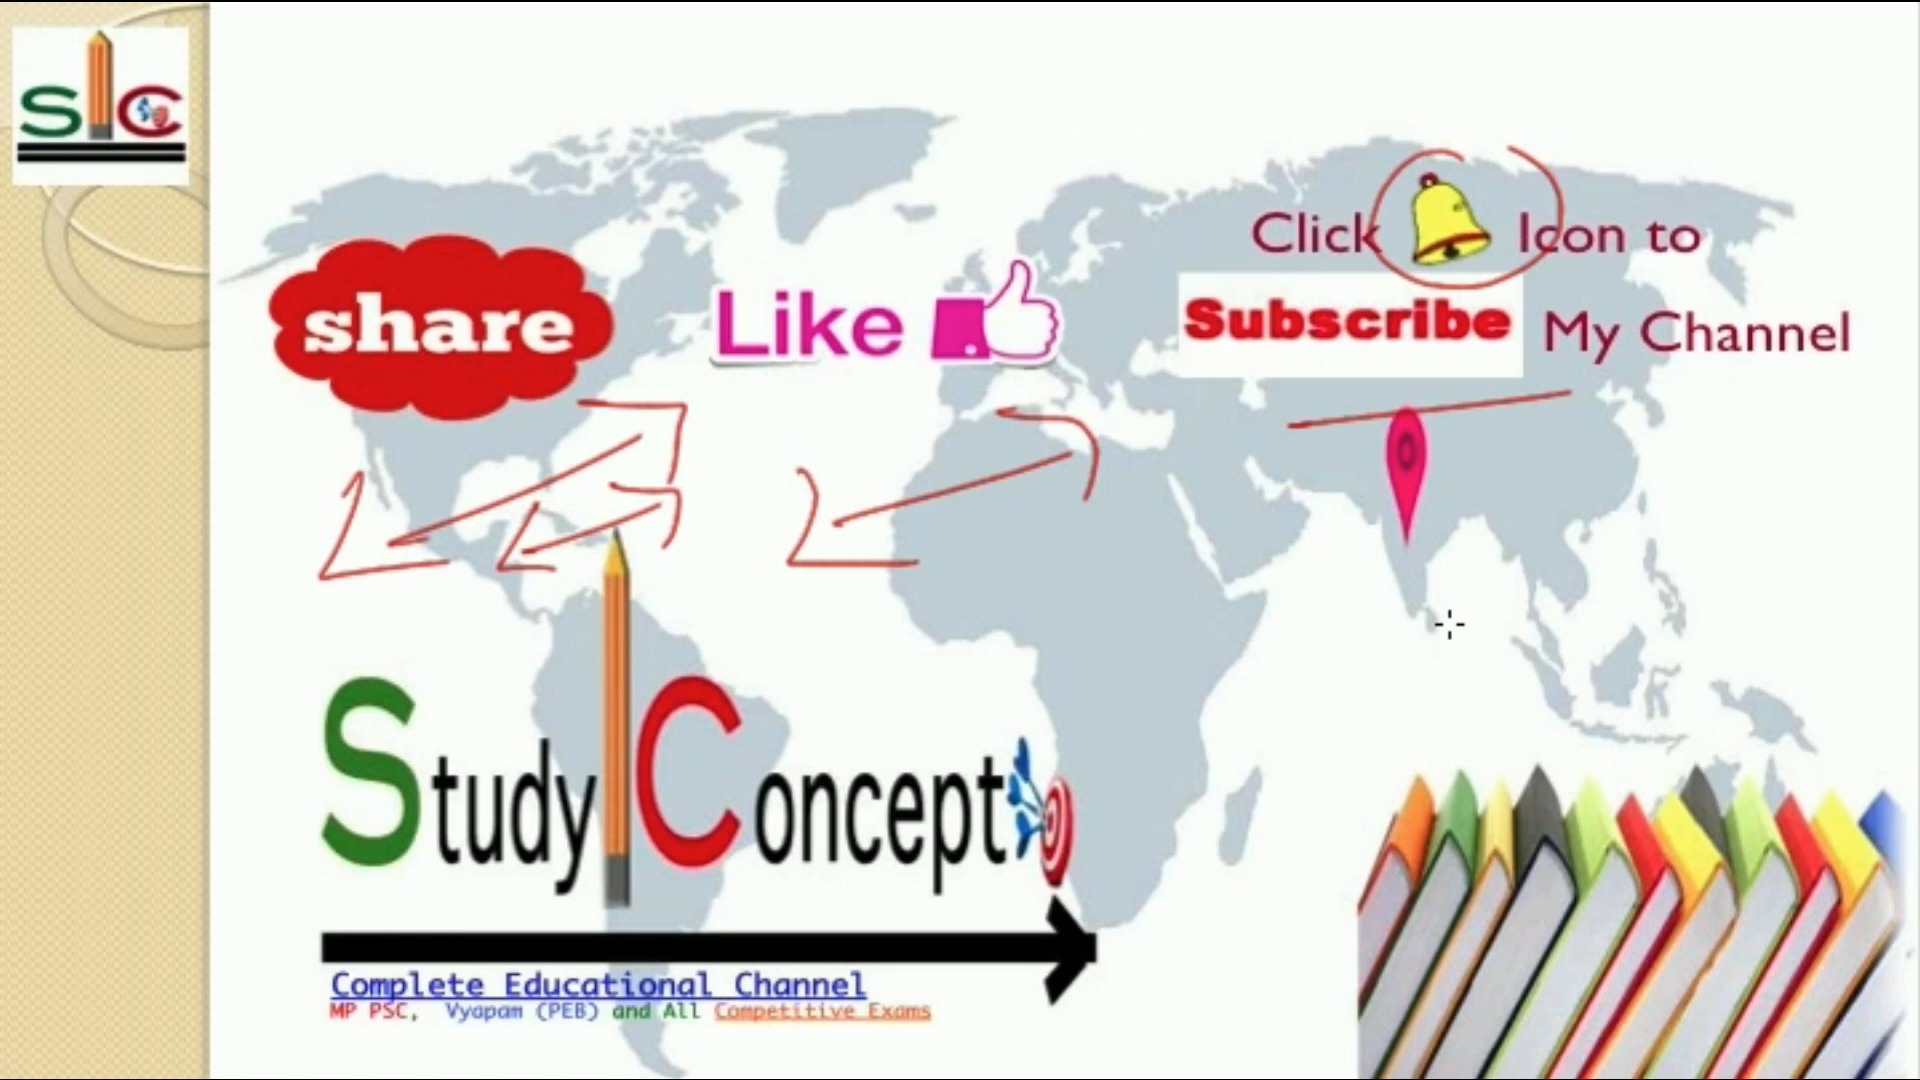 SC
Click Icon to
share
Like
Subscribe My Channel
Study Concept
Complete Educational Channel
MP PSC, Vyapam (PEB) and All Competitive Exams